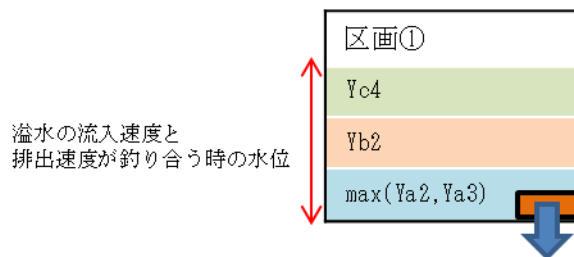 区画①
Yc4
Yb2
max(Ya2,Ya3)
溢水の流入速度と
排出速度が釣り合う時の水位